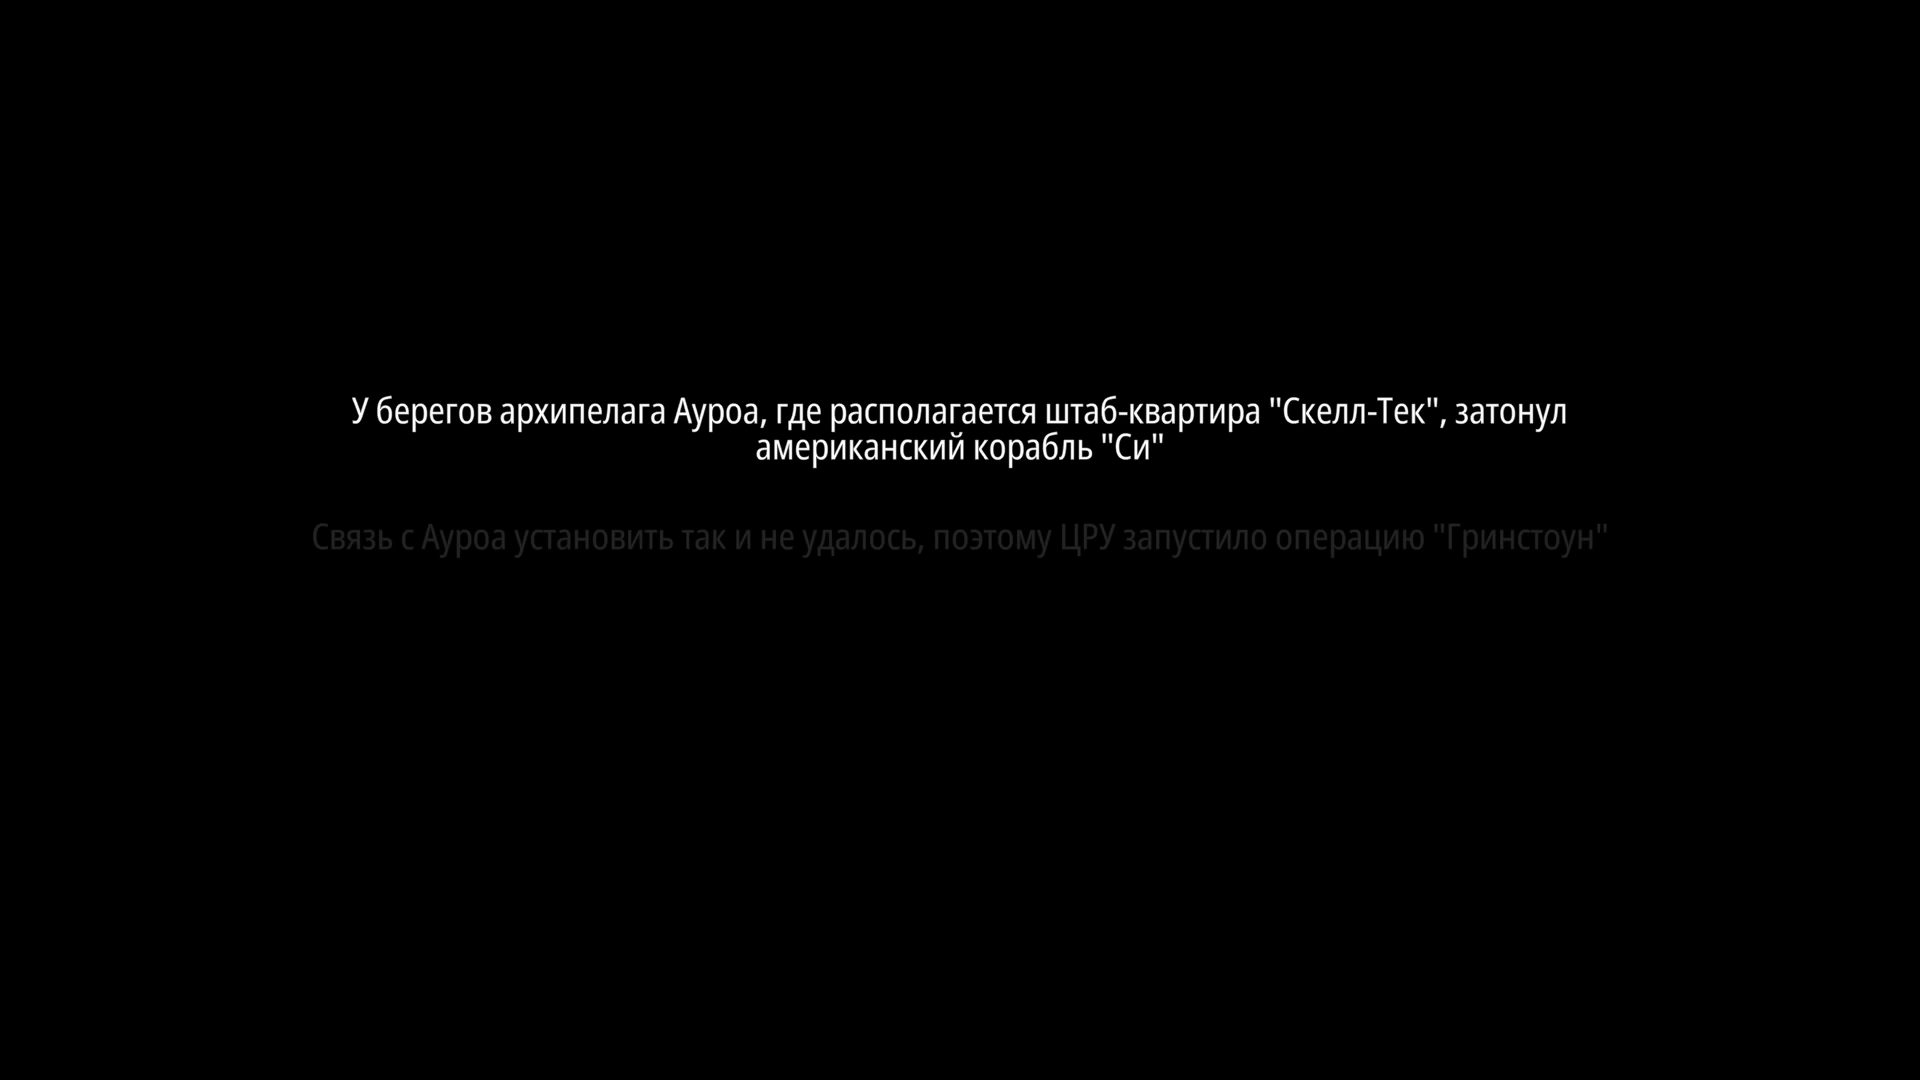 У берегов архипелага Ауроа, где располагается штаб-квартира "Скелл-Тек", затонул
американский корабль "Си"
Связь с Ауроа установить так и не удалось, поэтому ЦРУ запустило операцию "Гринстоун"